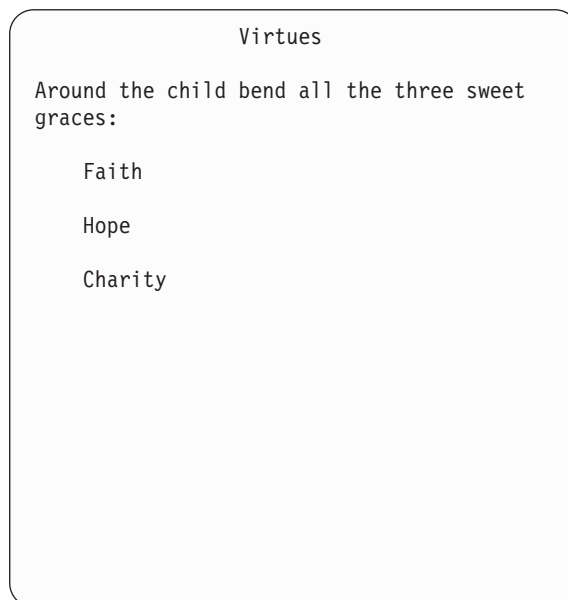 Virtues
Around the child bend all the three sweet
graces:
Faith
Hope
Charity